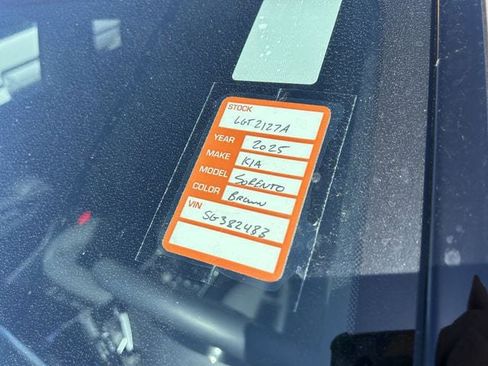 STOCK
LGT2127A
YEAR 2025
MAKE KIA
MODEL SORENTO
COLOR BROWN
VIN
SG382483